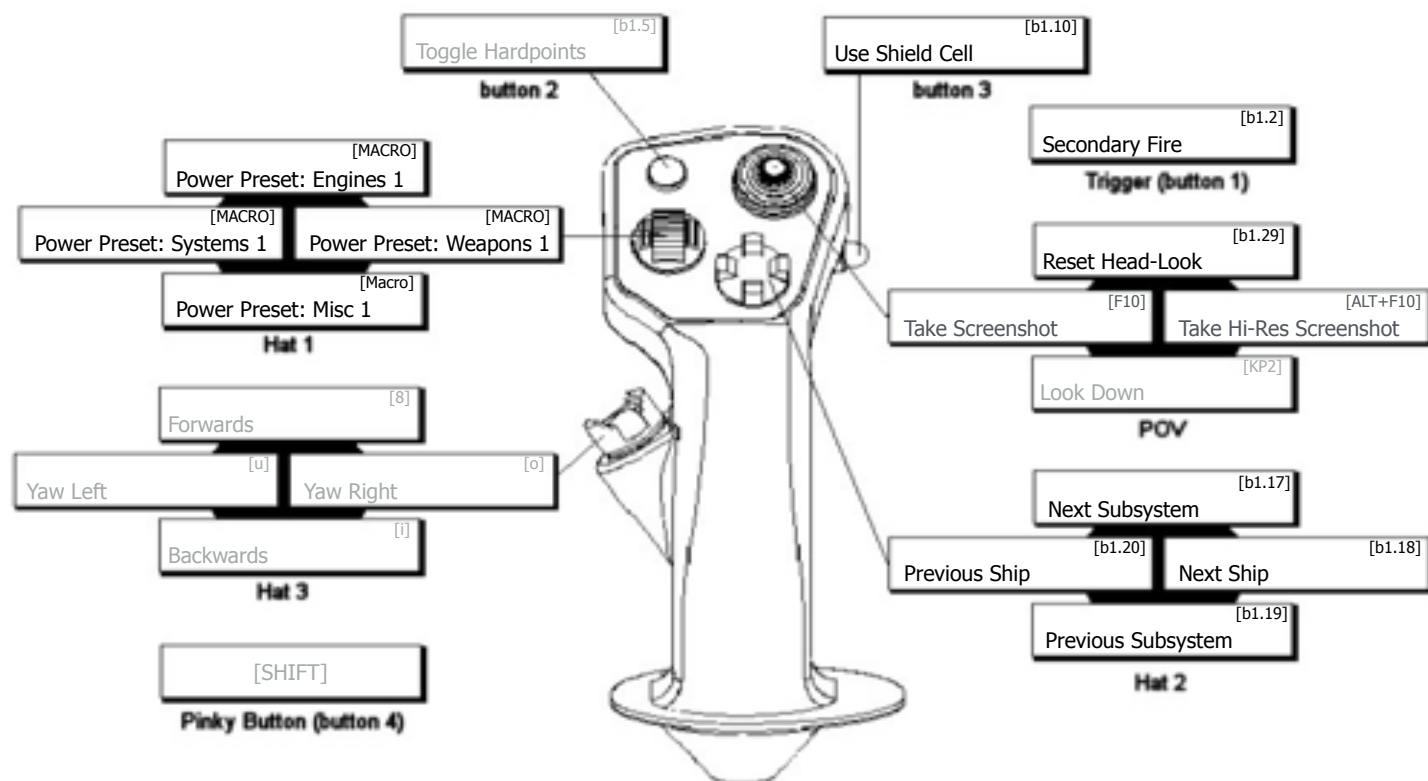 [b1.5]
Toggle Hardpoints
button 2
[b1.10]
Use Shield Cell
button 3
[b1.2]
Secondary Fire
Trigger (button 1)
[MACRO]
Power Preset: Engines 1
[MACRO]
Power Preset: Systems 1
[MACRO]
Power Preset: Weapons 1
[Macro]
Power Preset: Misc 1
Hat 1
[b1.29]
Reset Head-Look
[F10]
Take Screenshot
[ALT+F10]
Take Hi-Res Screenshot
[KP2]
Look Down
POV
[8]
Forwards
[u]
Yaw Left
[o]
Yaw Right
[i]
Backwards
Hat 3
[b1.17]
Next Subsystem
[b1.20]
Previous Ship
[b1.18]
Next Ship
[b1.19]
Previous Subsystem
Hat 2
[SHIFT]
Pinky Button (button 4)